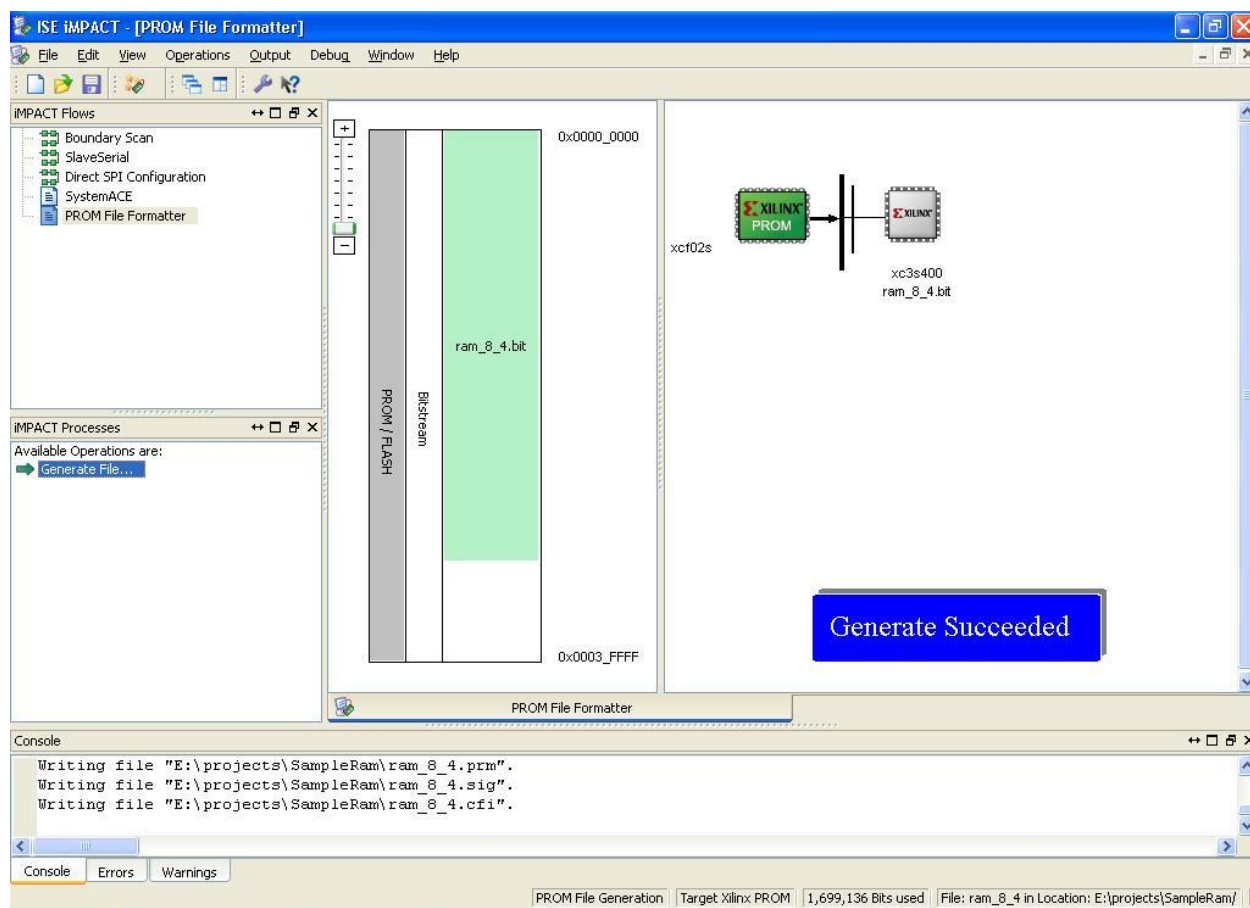 ISE iMPACT - [PROM File Formatter]
File Edit View Operations Output Debug Window Help
iMPACT Flows
Boundary Scan
SlaveSerial
Direct SPI Configuration
SystemACE
PROM File Formatter
iMPACT Processes
Available Operations are:
Generate File...
0x0000_0000
ram_8_4.bit
PROM / FLASH
Bitstream
0x0003_FFFF
XILINX
PROM
XILINX
xcf02s
xc3s400
ram_8_4.bit
Generate Succeeded
PROM File Formatter
Console
Writing file "E:\projects\SampleRam\ram_8_4.prm".
Writing file "E:\projects\SampleRam\ram_8_4.sig".
Writing file "E:\projects\SampleRam\ram_8_4.cfi".
Console Errors Warnings
PROM File Generation Target Xilinx PROM 1,699,136 Bits used File: ram_8_4 in Location: E:\projects\SampleRam/